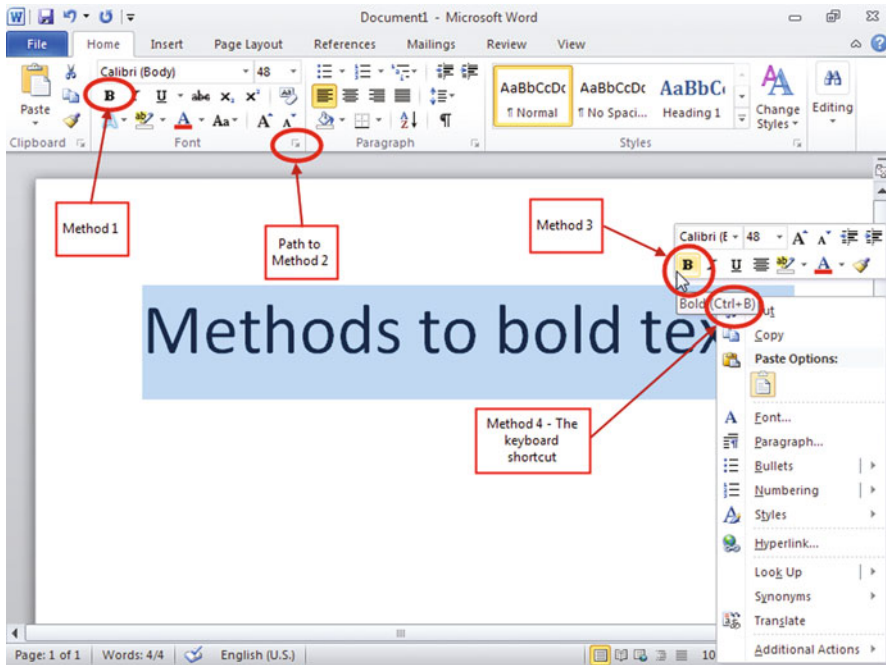 Document1 - Microsoft Word
File Home Insert Page Layout References Mailings Review View
Calibri (Body) 48
Paste
B I U abe X₂ X²
Aa A A
AaBbCcDc AaBbCcDc AaBbC
¶ Normal ¶ No Spaci... Heading 1
Change Styles
Editing
Clipboard Font Paragraph Styles
Method 1
Path to
Method 2
Method 3
Calibri (E 48 A A
B I U A
Bold (Ctrl+B)
Methods to bold
Method 4 - The
keyboard
shortcut
Copy
Paste Options:
Font...
Paragraph...
Bullets
Numbering
Styles
Hyperlink...
Look Up
Synonyms
Translate
Additional Actions
Page: 1 of 1 Words: 4/4 English (U.S.) 10